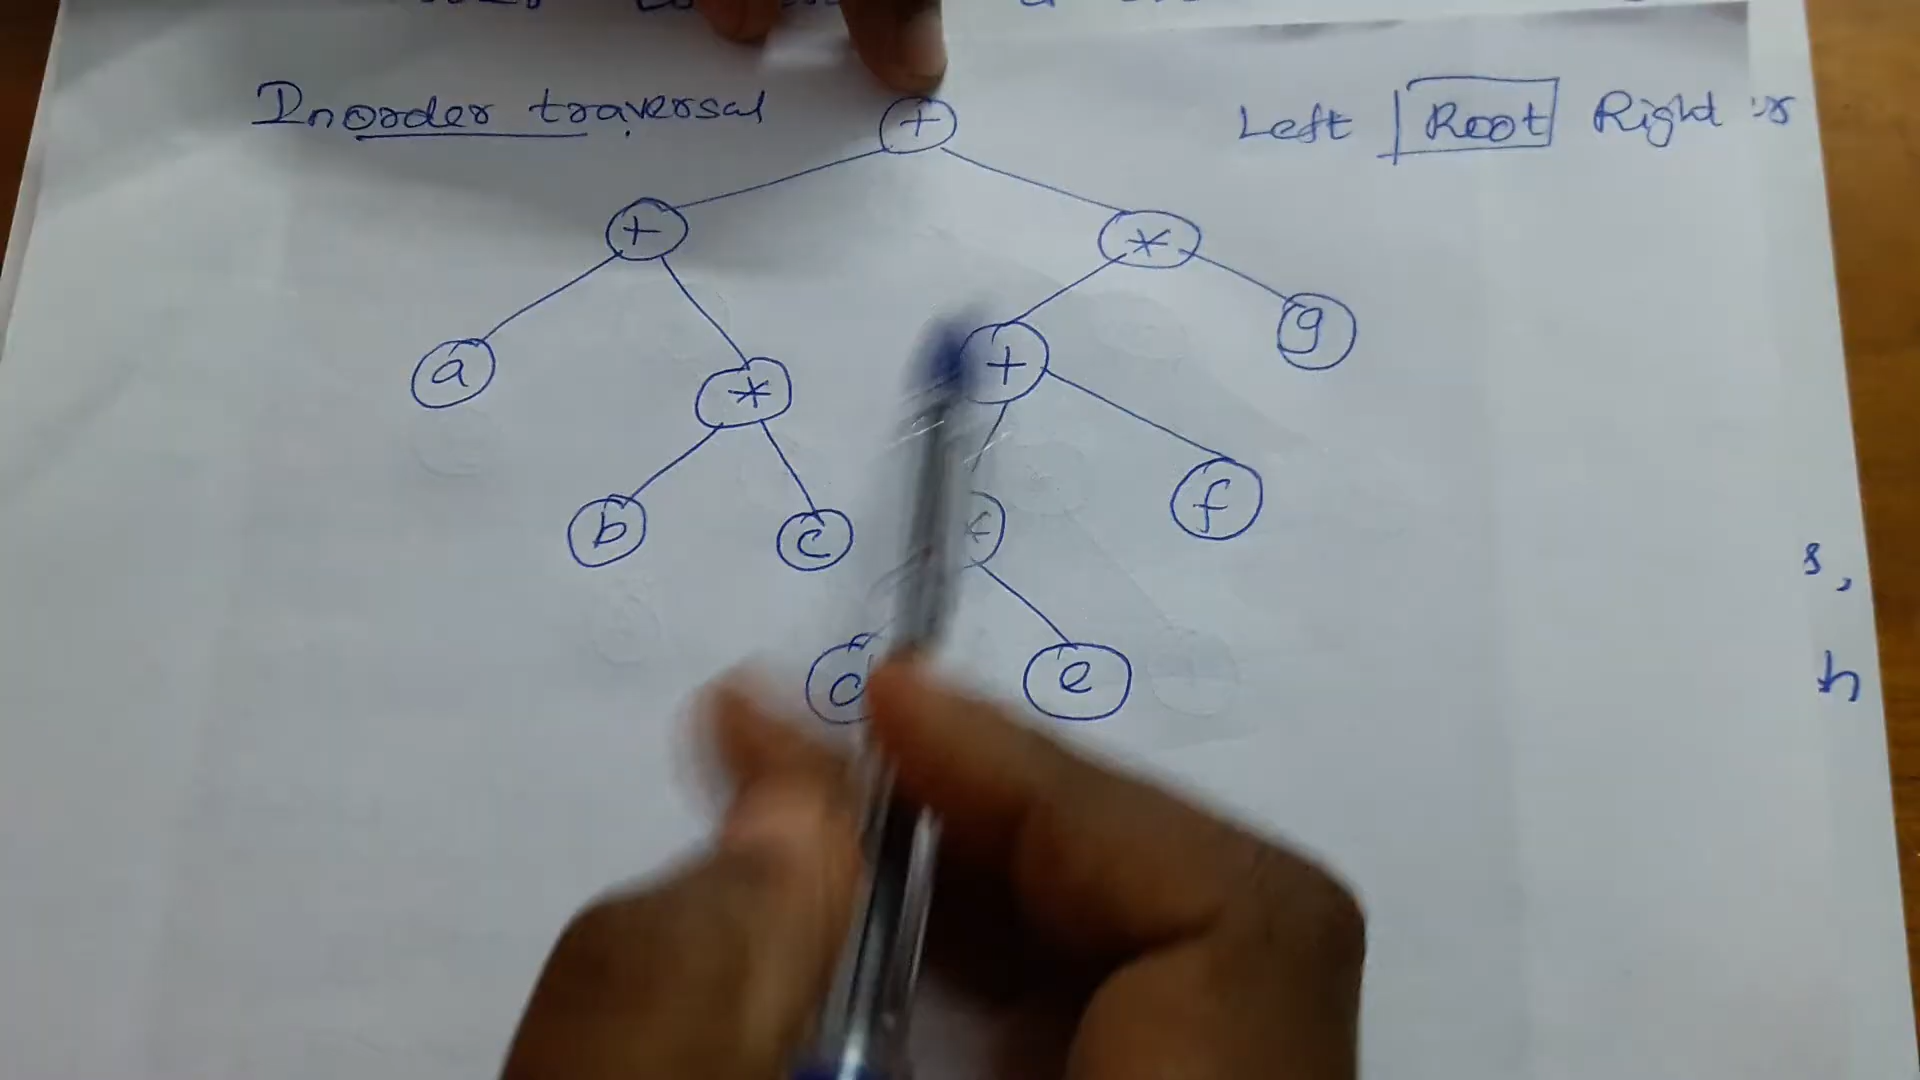 Inorder traversal
Left Root Right
+
+ *
a * + g
b c f
d e
s,
h